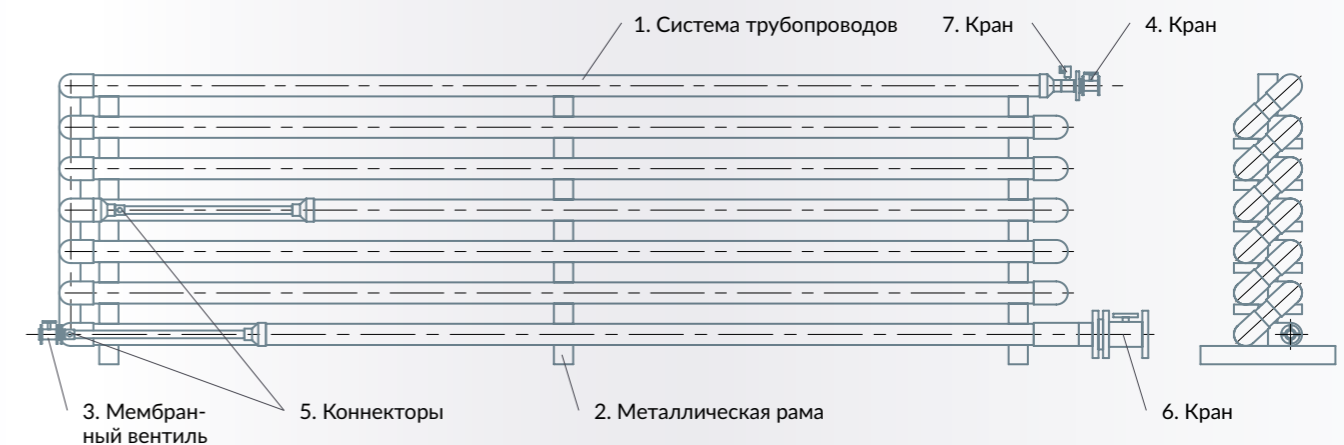 1. Система трубопроводов
7. Кран
4. Кран
3. Мембран-
ный вентиль
5. Коннекторы
2. Металлическая рама
6. Кран